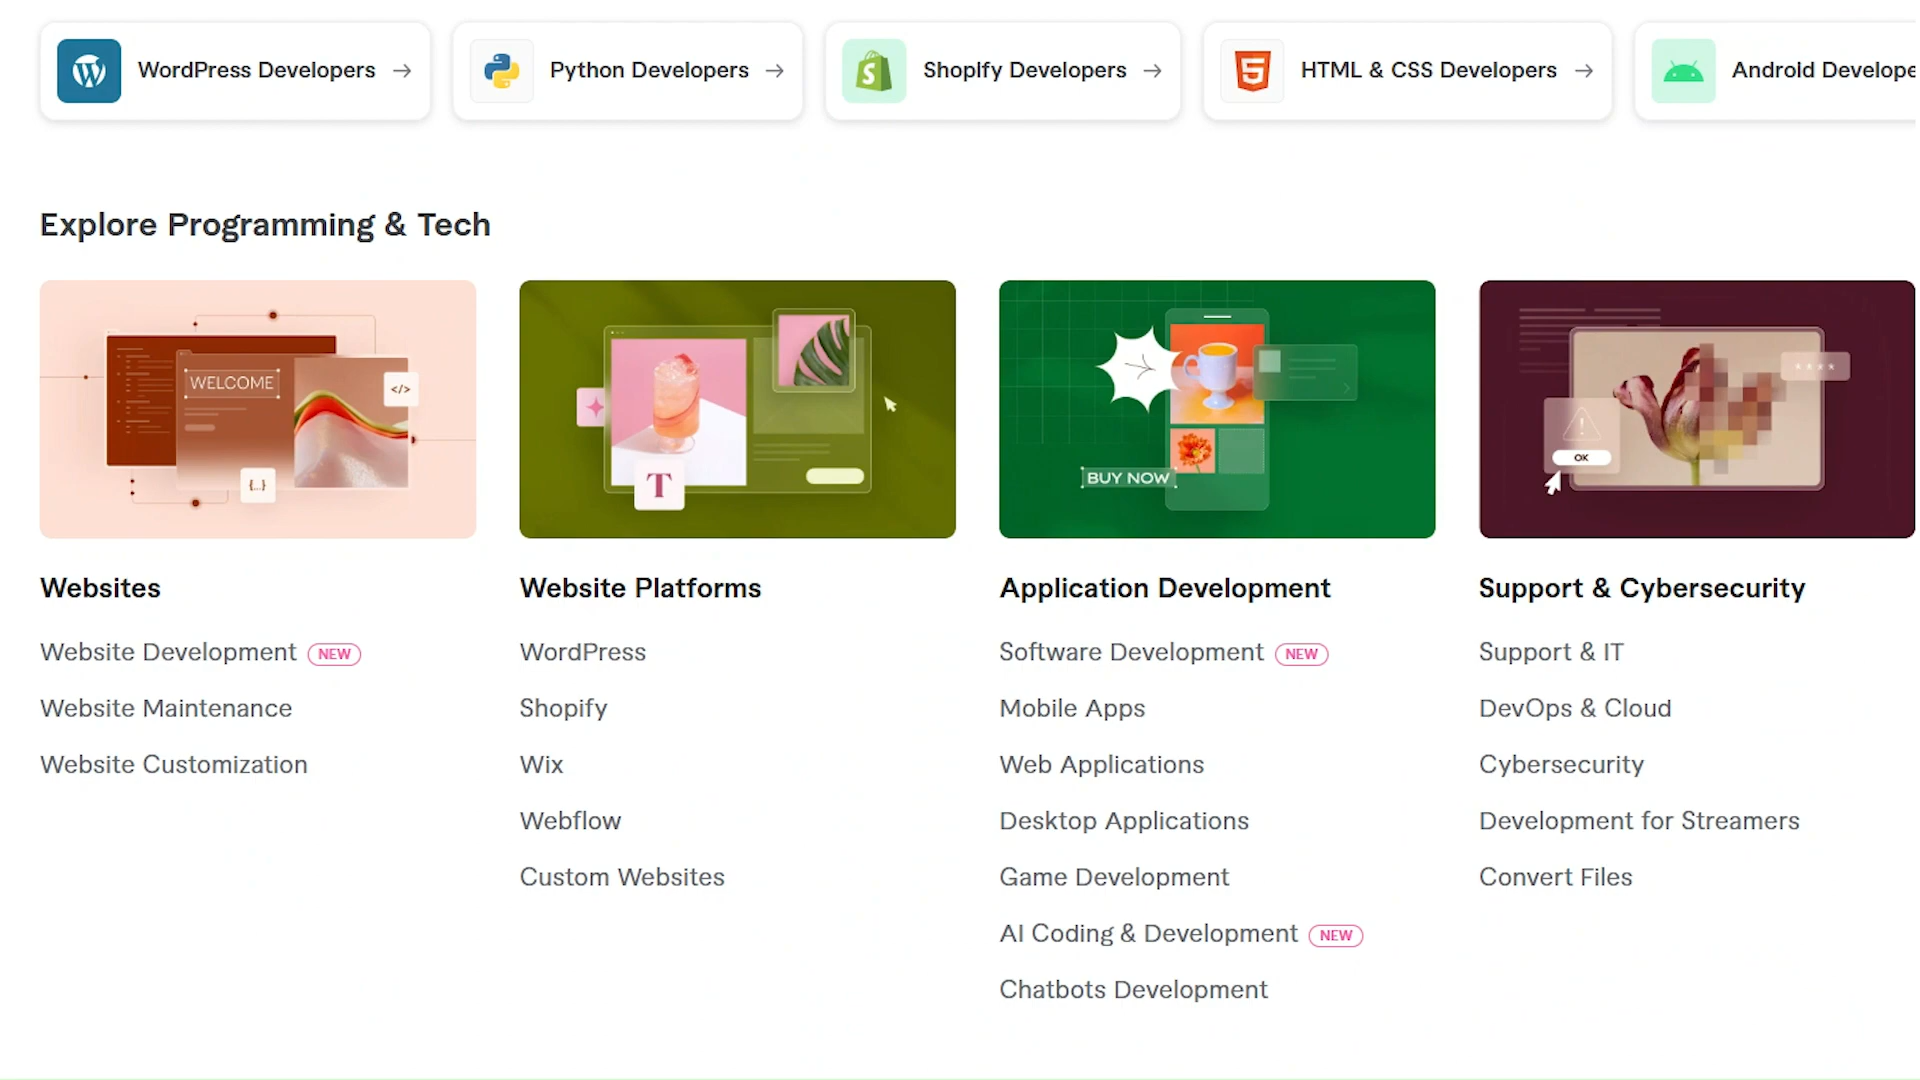 WordPress Developers →
Python Developers →
Shopify Developers →
HTML & CSS Developers →
Android Develope
Explore Programming & Tech
WELCOME
</>
{...}
T
BUY NOW
* * * *
!
OK
Websites
Website Development NEW
Website Maintenance
Website Customization
Website Platforms
WordPress
Shopify
Wix
Webflow
Custom Websites
Application Development
Software Development NEW
Mobile Apps
Web Applications
Desktop Applications
Game Development
AI Coding & Development NEW
Chatbots Development
Support & Cybersecurity
Support & IT
DevOps & Cloud
Cybersecurity
Development for Streamers
Convert Files